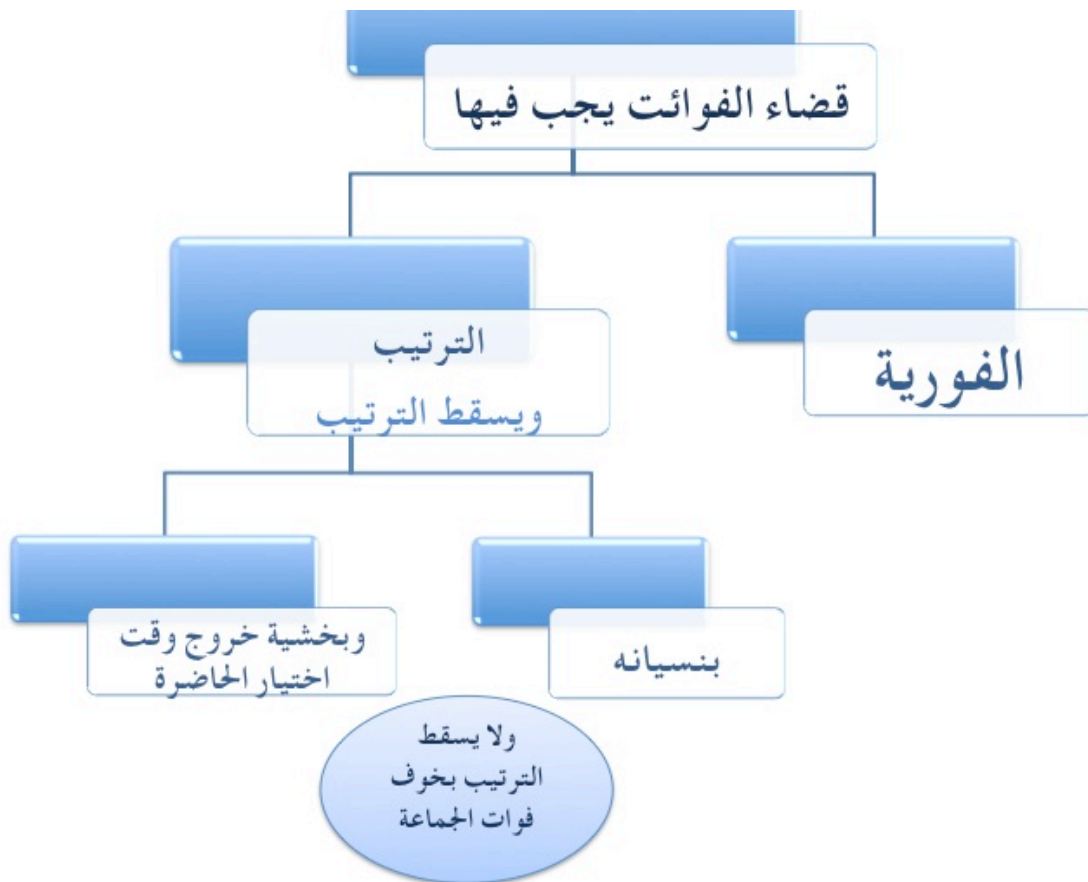 قضاء الفوائت يجب فيها
الفورية
الترتيب
ويسقط الترتيب
بنسيانه
وبخشية خروج وقت
اختيار الحاضرة
ولا يسقط
الترتيب بخوف
فوات الجماعة